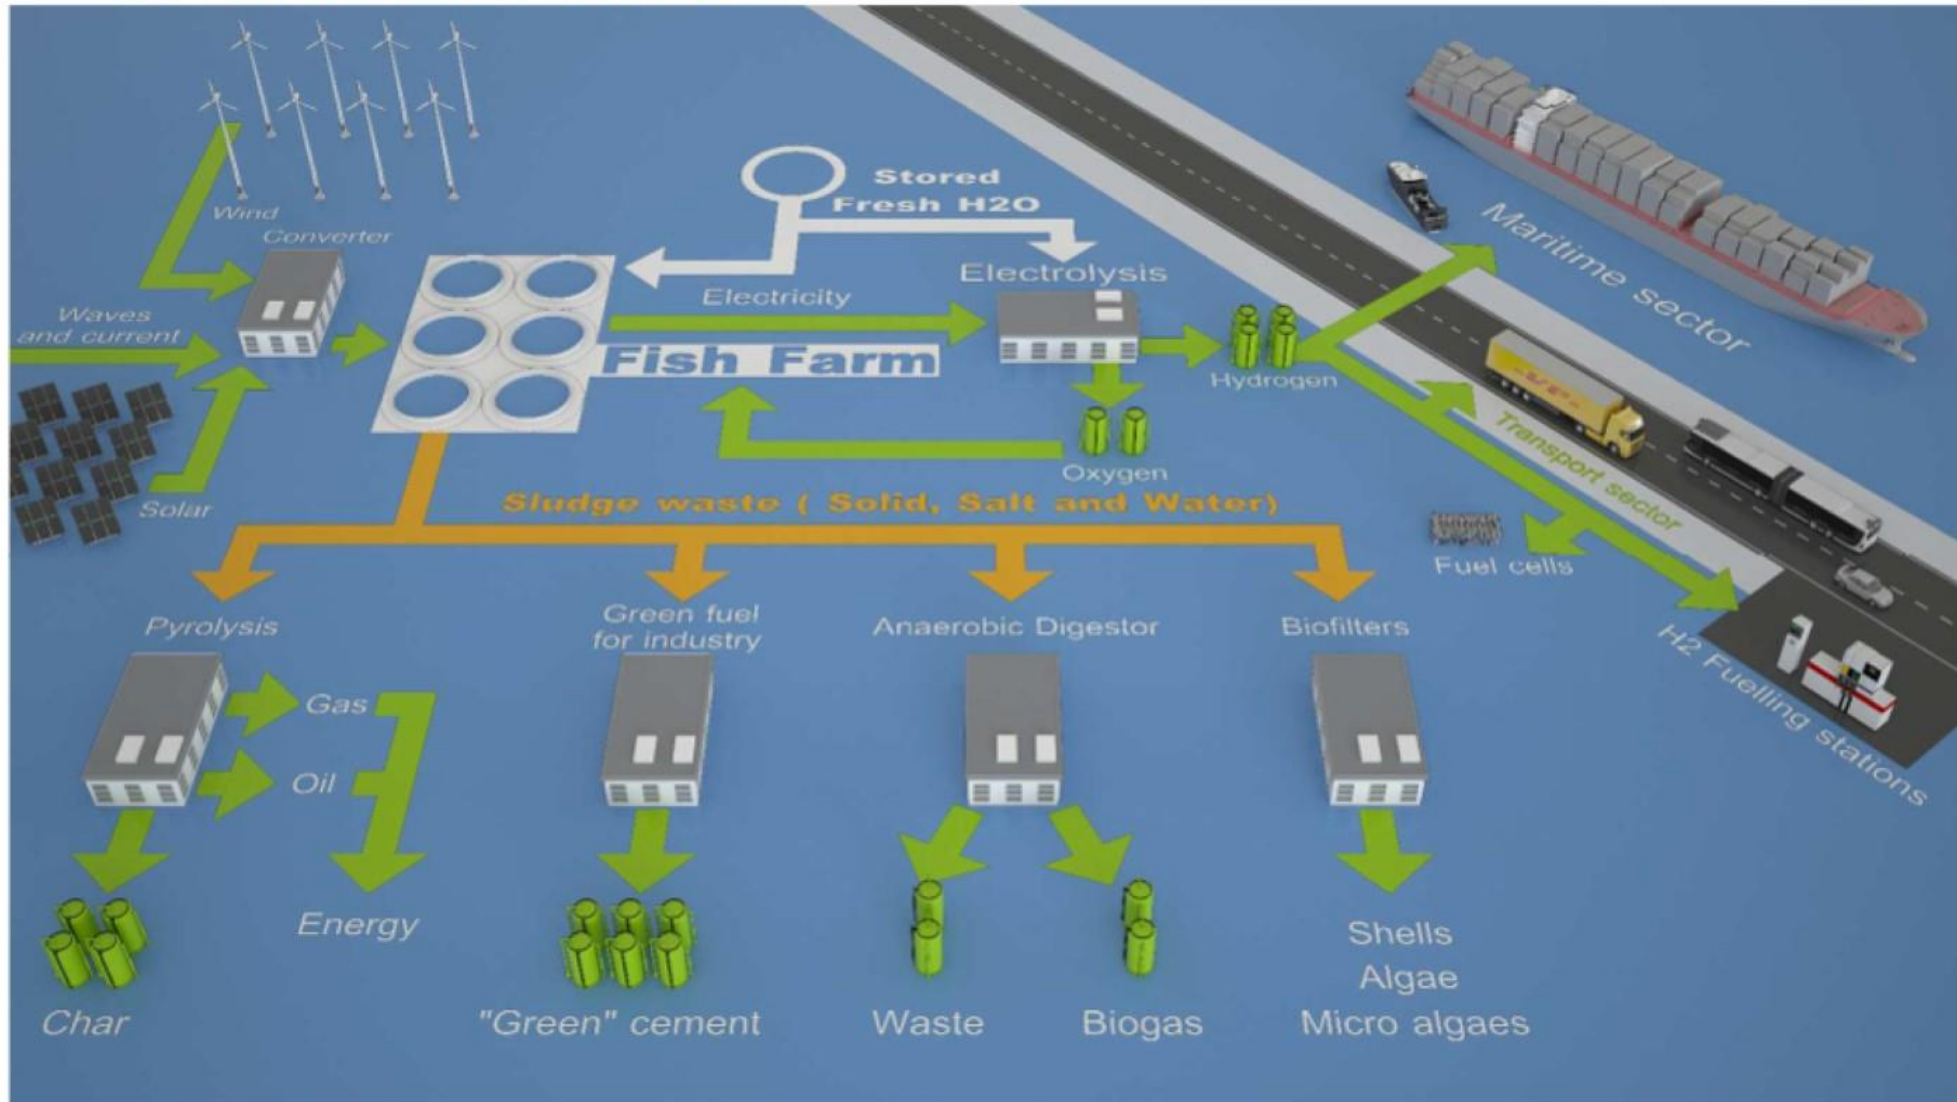 Wind
Converter
Stored
Fresh H2O
Waves
and current
Electricity
Electrolysis
Fish Farm
Hydrogen
Maritime sector
Solar
Oxygen
Transport sector
Sludge waste ( Solid, Salt and Water)
Fuel cells
H2 Fuelling stations
Pyrolysis
Green fuel
for industry
Anaerobic Digestor
Biofilters
Gas
Oil
Energy
Char
"Green" cement
Waste
Biogas
Shells
Algae
Micro algaes